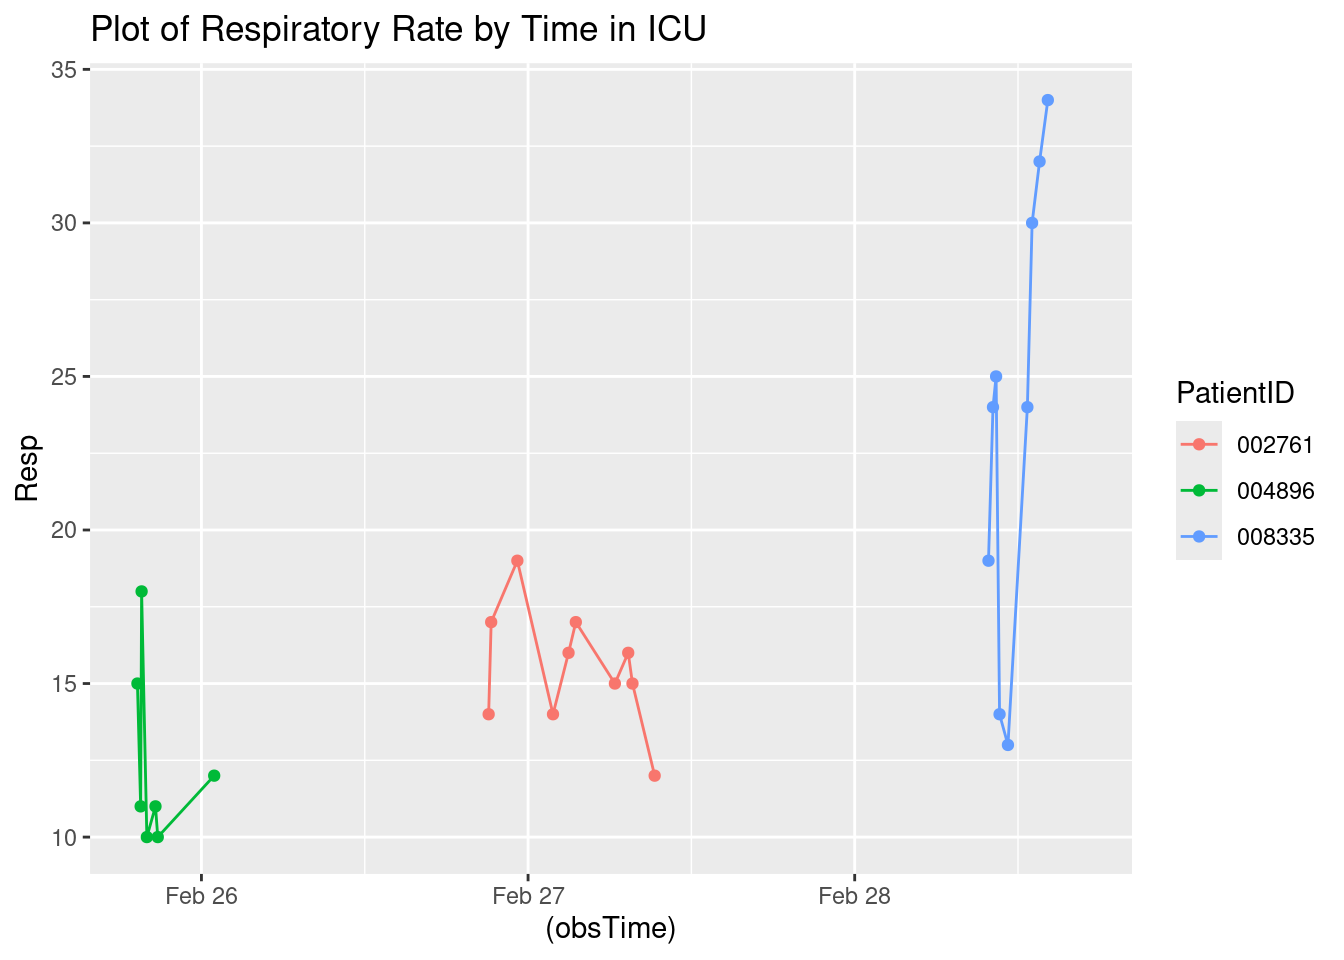 Plot of Respiratory Rate by Time in ICU
35
30
25
20
15
10
Resp
Feb 26
Feb 27
Feb 28
(obsTime)
PatientID
002761
004896
008335